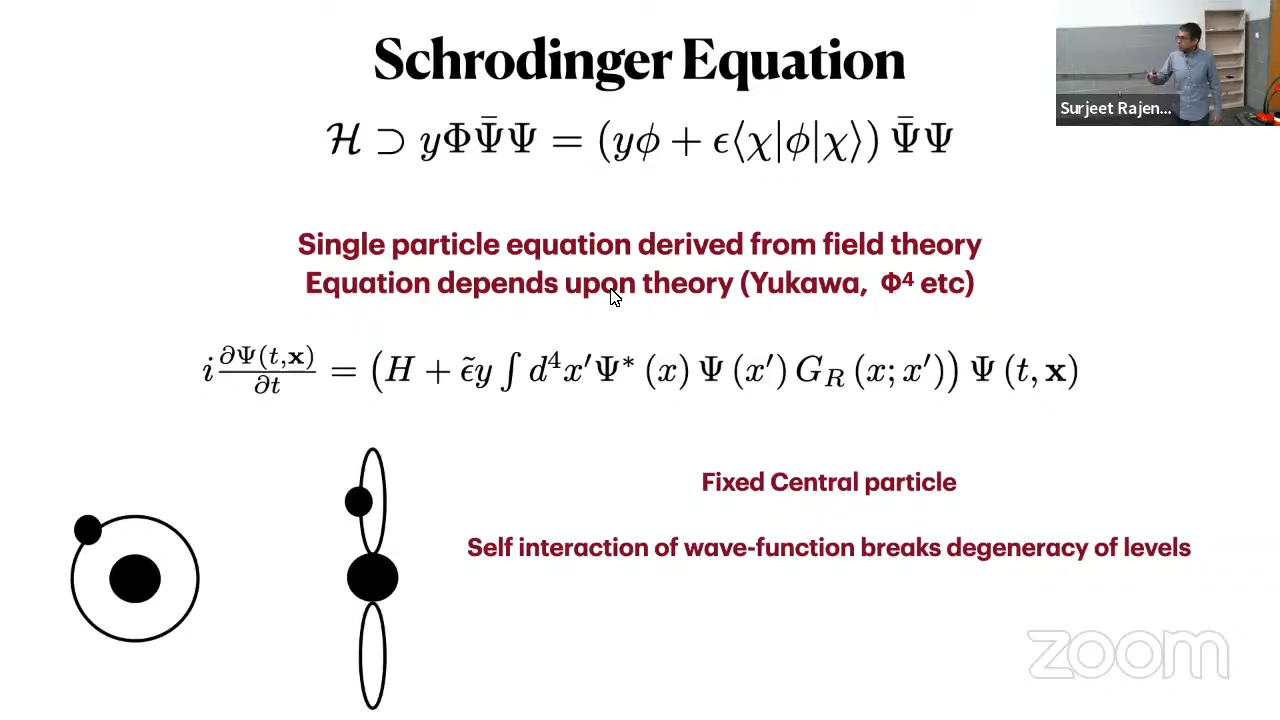 Schrodinger Equation
Surjeet Rajen...
ℋ ⊃ yΦΨ̄Ψ = (yϕ + ϵ⟨χ|ϕ|χ⟩) Ψ̄Ψ
Single particle equation derived from field theory
Equation depends upon theory (Yukawa, Φ⁴ etc)
i ∂Ψ(t,𝐱)/∂t = (H + ϵ̃y ∫ d⁴x′Ψ* (x) Ψ (x′) G_R (x; x′)) Ψ (t, 𝐱)
Fixed Central particle
Self interaction of wave-function breaks degeneracy of levels
zoom